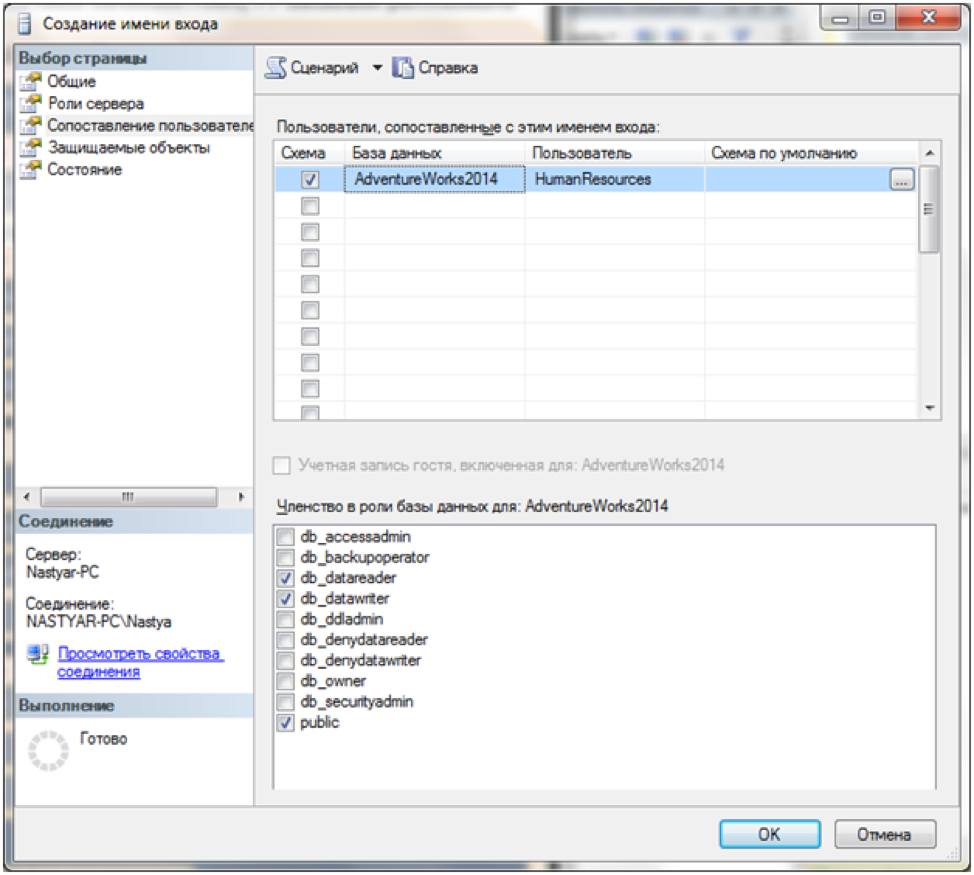 Создание имени входа
Выбор страницы
Общие
Роли сервера
Сопоставление пользователе
Защищаемые объекты
Состояние
Сценарий
Справка
Пользователи, сопоставленные с этим именем входа:
Схема База данных Пользователь Схема по умолчанию
AdventureWorks2014 HumanResources ...
Учетная запись гостя, включенная для: AdventureWorks2014
Членство в роли базы данных для: AdventureWorks2014
db_accessadmin
db_backupoperator
db_datareader
db_datawriter
db_ddladmin
db_denydatareader
db_denydatawriter
db_owner
db_securityadmin
public
Соединение
Сервер:
Nastyar-PC
Соединение:
NASTYAR-PC\Nastya
Просмотреть свойства
соединения
Выполнение
Готово
OK
Отмена